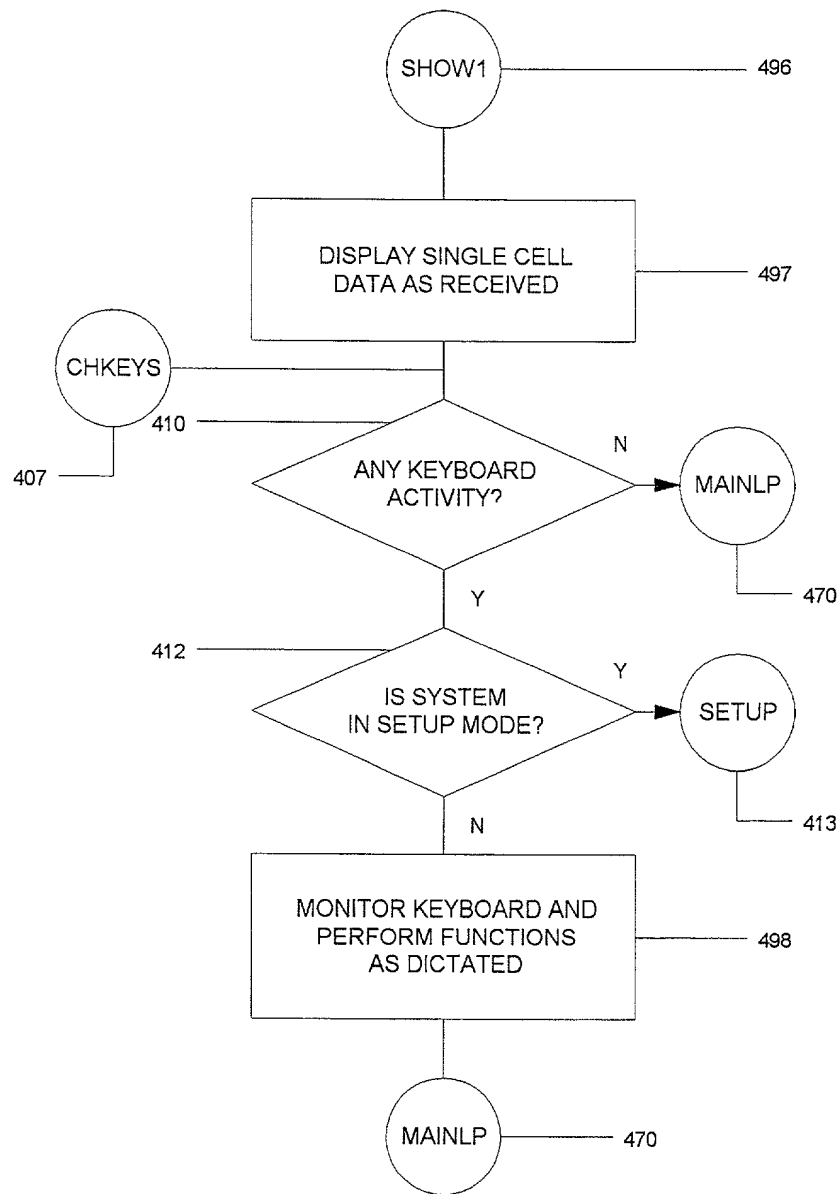 SHOW1
496
DISPLAY SINGLE CELL
DATA AS RECEIVED
497
CHKEYS
410
407
ANY KEYBOARD
ACTIVITY?
N
MAINLP
470
Y
412
IS SYSTEM
IN SETUP MODE?
Y
SETUP
413
N
MONITOR KEYBOARD AND
PERFORM FUNCTIONS
AS DICTATED
498
MAINLP
470